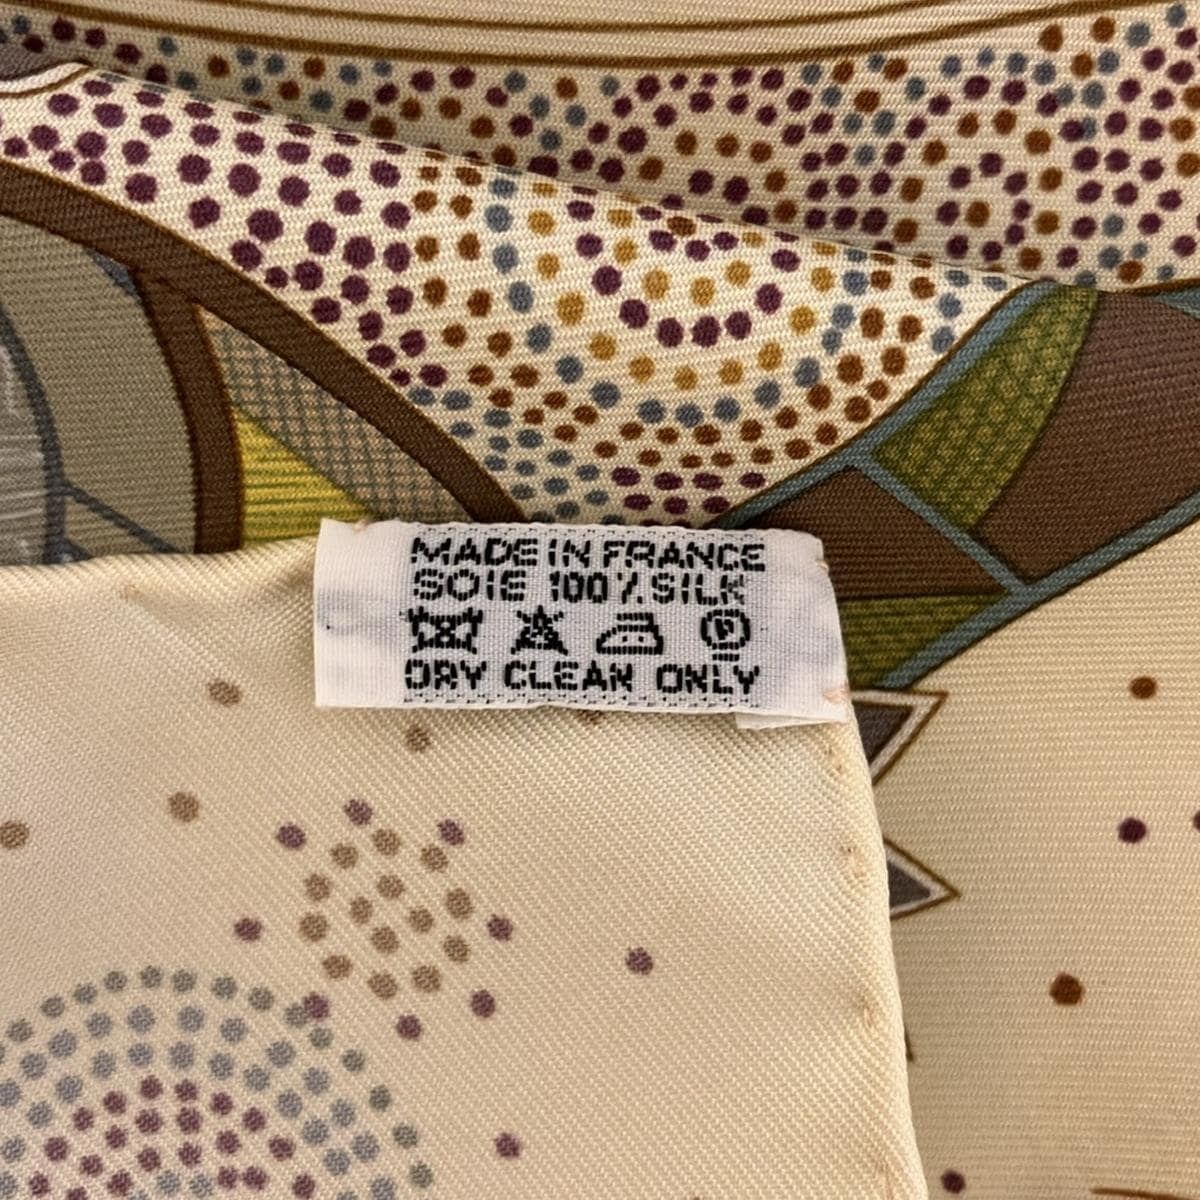 MADE IN FRANCE
SOIE 100% SILK
P
DRY CLEAN ONLY